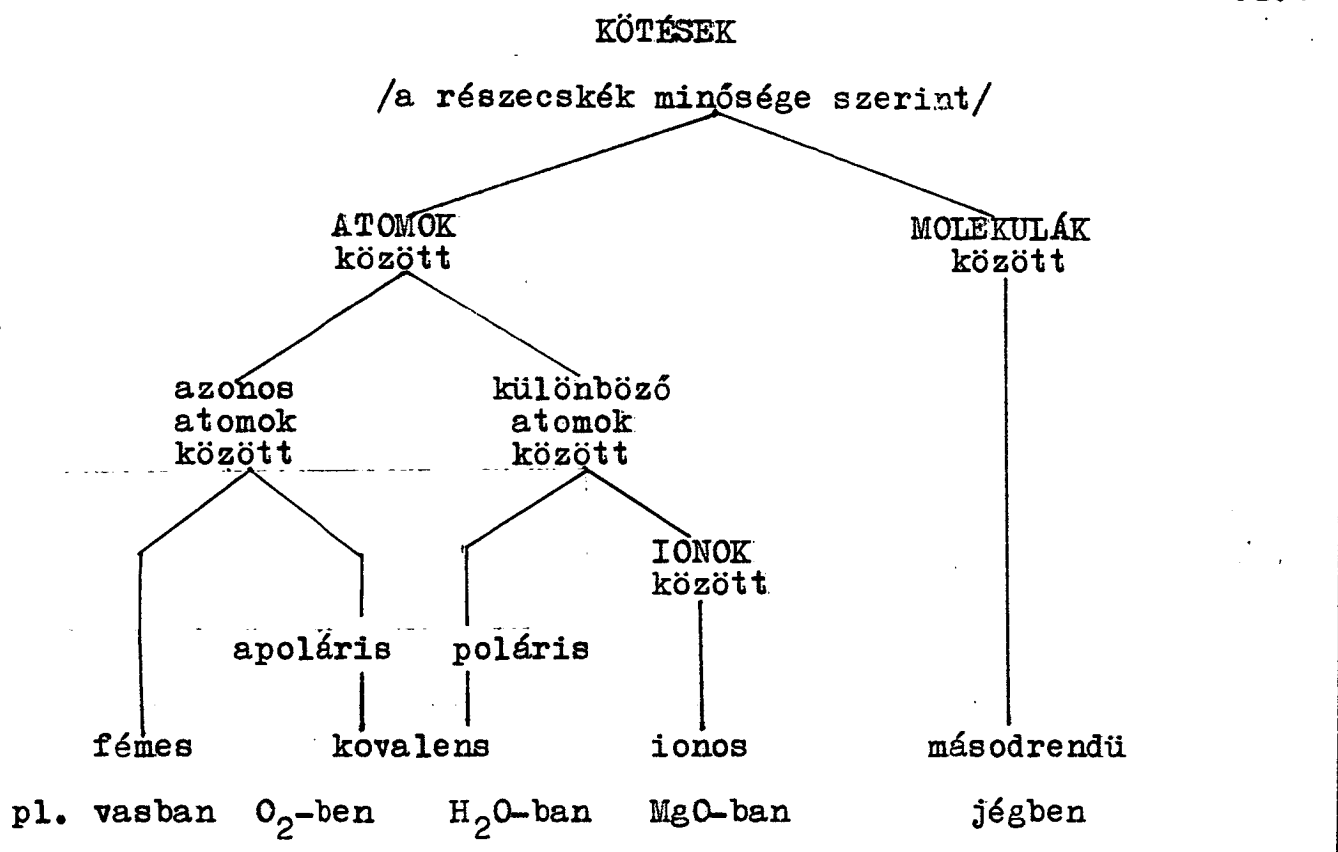 KÖTÉSEK
/a részecskék minősége szerint/
ATOMOK MOLEKULÁK
között között
azonos különböző
atomok atomok
között között
IONOK
között
apoláris poláris
fémes kovalens ionos másodrendü
pl. vasban O₂-ben H₂O-ban MgO-ban jégben